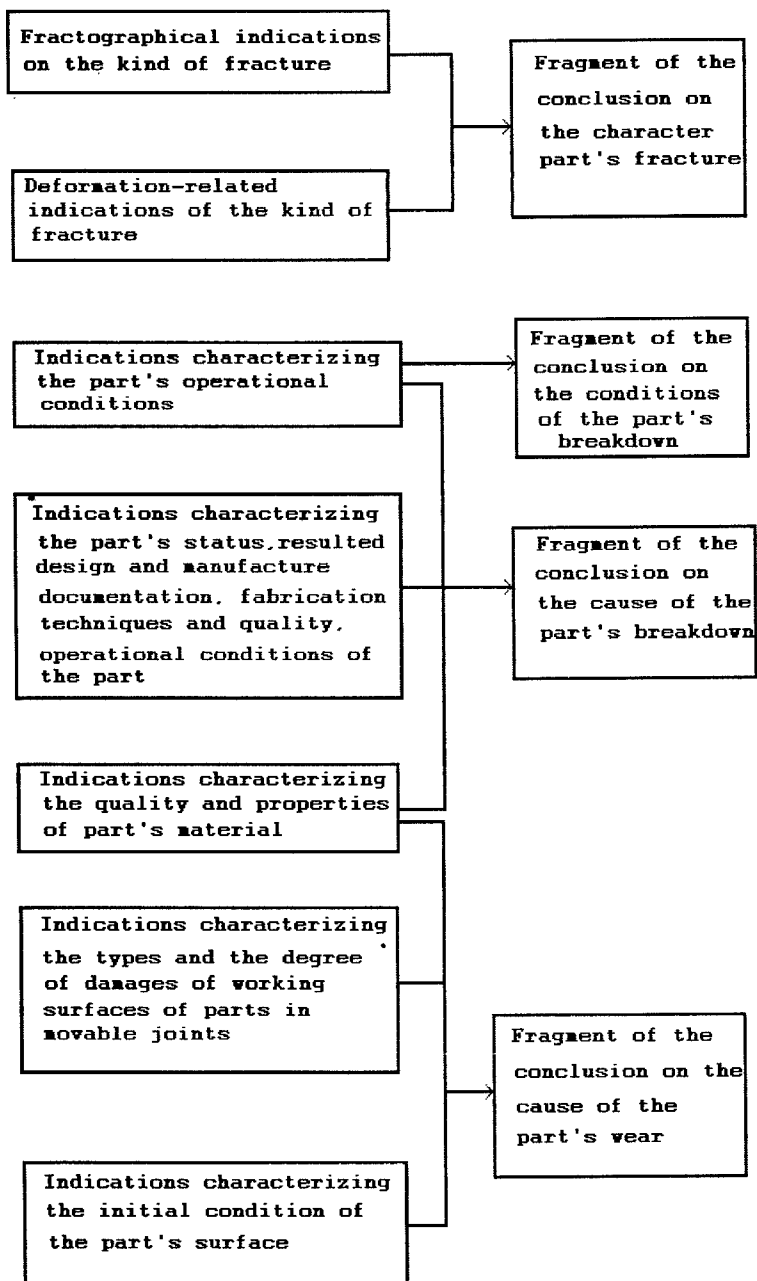 Fractographical indications
on the kind of fracture
Fragment of the
conclusion on
the character
part's fracture
Deformation-related
indications of the kind of
fracture
Indications characterizing
the part's operational
conditions
Fragment of the
conclusion on
the conditions
of the part's
breakdown
Indications characterizing
the part's status,resulted
design and manufacture
documentation, fabrication
techniques and quality,
operational conditions of
the part
Fragment of the
conclusion on
the cause of the
part's breakdown
Indications characterizing
the quality and properties
of part's material
Indications characterizing
the types and the degree
of damages of working
surfaces of parts in
movable joints
Fragment of the
conclusion on the
cause of the
part's wear
Indications characterizing
the initial condition of
the part's surface